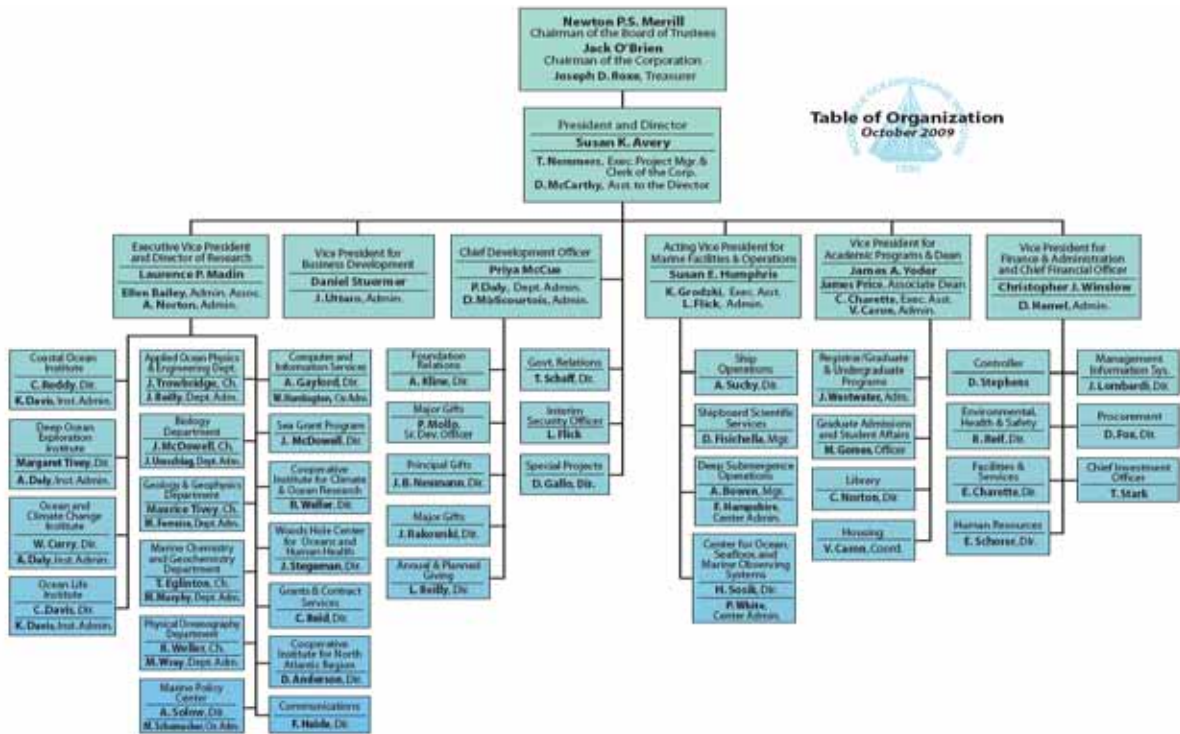 Newton P.S. Merrill
Chairman of the Board of Trustees
Jack O'Brien
Chairman of the Corporation
Joseph D. Roxe, Treasurer
Table of Organization
October 2009
President and Director
Susan K. Avery
T. Nemmers, Exec. Project Mgr. &
Clerk of the Corp.
D. McCarthy, Asst. to the Director
Executive Vice President
and Director of Research
Laurence P. Madin
Ellen Bailey, Admin. Assoc.
A. Norton, Admin.
Vice President for
Business Development
Daniel Stuermer
J. Uttaro, Admin.
Chief Development Officer
Priya McCue
P. Daly, Dept. Admin.
D. Admin.
Acting Vice President for
Marine Facilities & Operations
Susan E. Humphris
K. Grodzki, Exec. Asst.
L. Flick, Admin.
Vice President for
Academic Programs & Dean
James A. Yoder
James Price, Associate Dean
C. Charette, Exec. Asst.
V. Caron, Admin.
Vice President for
Finance & Administration
and Chief Financial Officer
Christopher J. Winslow
D. Hamel, Admin.
Coastal Ocean
Institute
C. Reddy, Dir.
K. Davis, Inst. Admin.
Deep Ocean
Exploration
Institute
Margaret Tivey, Dir.
A. Daly, Inst. Admin.
Ocean and
Climate Change
Institute
W. Curry, Dir.
A. Daly, Inst. Admin.
Ocean Life
Institute
C. Davis, Dir.
K. Davis, Inst. Admin.
Applied Ocean Physics
& Engineering Dept.
J. Trowbridge, Ch.
J. Reilly, Dept. Adm.
Biology
Department
J. McDowell, Ch.
J. Dept. Adm.
Geology & Geophysics
Department
Maurice Tivey, Ch.
M. Ferreira, Dept. Adm.
Marine Chemistry
and Geochemistry
Department
T. Eglinton, Ch.
M. Murphy, Dept. Adm.
Physical Oceanography
Department
R. Weller, Ch.
M. Wray, Dept. Adm.
Marine Policy
Center
A. Solow, Dir.
M. Schumacher, Ctr. Adm.
Computer and
Information Services
A. Gaylord, Dir.
W. Ctr. Adm.
Sea Grant Program
J. McDowell, Dir.
Cooperative
Institute for Climate
& Ocean Research
R. Weller, Dir.
Woods Hole Center
for Oceans and
Human Health
J. Stegeman, Dir.
Grants & Contract
Services
C. Reid, Dir.
Cooperative
Institute for North
Atlantic Region
D. Anderson, Dir.
Communications
F. Heide, Dir.
Foundation
Relations
A. Kline, Dir.
Major Gifts
P. Mollo,
Sr. Dev. Officer
Principal Gifts
J. B. Neumann, Dir.
Major Gifts
J. Rakowski, Dir.
Annual & Planned
Giving
L. Reilly, Dir.
Govt. Relations
T. Schaff, Dir.
Interim
Security Officer
L. Flick
Special Projects
D. Gallo, Dir.
Ship
Operations
A. Suchy, Dir.
Shipboard Scientific
Services
D. Fisichella, Mgr.
Deep Submergence
Operations
A. Bowen, Mgr.
F. Hampshire,
Center Admin.
Center for Ocean,
Seafloor, and
Marine Observing
Systems
H. Sosik, Dir.
P. White,
Center Admin.
Registrar/Graduate
& Undergraduate
Programs
J. Westwater, Adm.
Graduate Admissions
and Student Affairs
M. Gomes, Officer
Library
C. Norton, Dir.
Housing
V. Caron, Coord.
Controller
D. Stephens
Environmental,
Health & Safety
R. Reif, Dir.
Facilities &
Services
E. Charette, Dir.
Human Resources
E. Schorer, Dir.
Management
Information Sys.
J. Lombardi, Dir.
Procurement
D. Fox, Dir.
Chief Investment
Officer
T. Stark